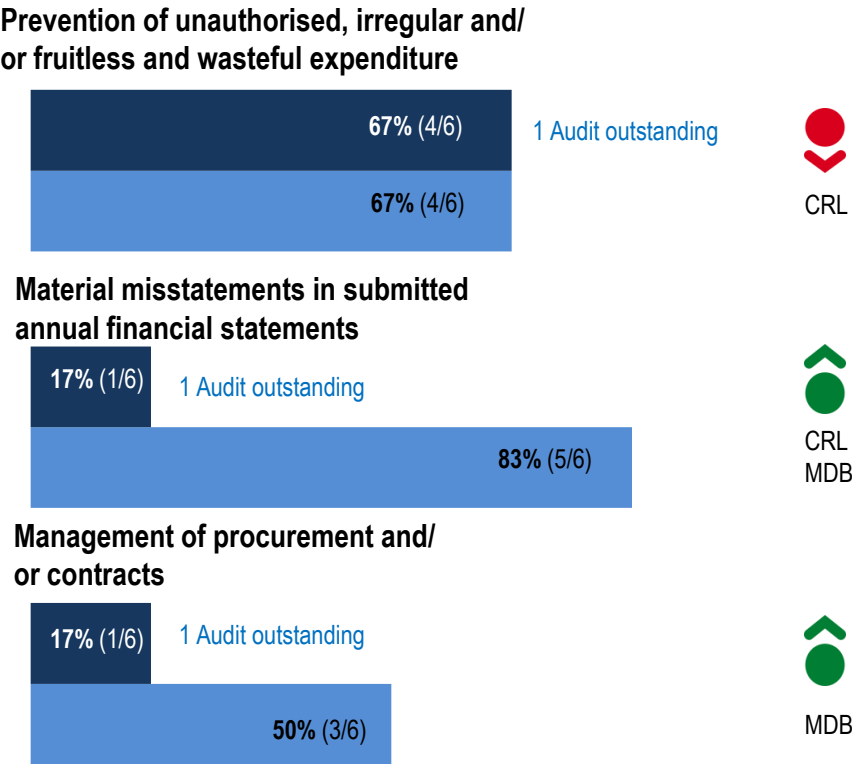 Prevention of unauthorised, irregular and/
or fruitless and wasteful expenditure
67% (4/6)
1 Audit outstanding
67% (4/6)
CRL
Material misstatements in submitted
annual financial statements
17% (1/6)
1 Audit outstanding
83% (5/6)
CRL
MDB
Management of procurement and/
or contracts
17% (1/6)
1 Audit outstanding
50% (3/6)
MDB